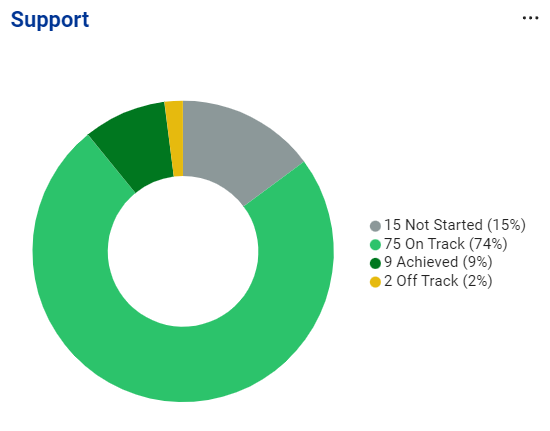 Support
15 Not Started (15%)
75 On Track (74%)
9 Achieved (9%)
2 Off Track (2%)